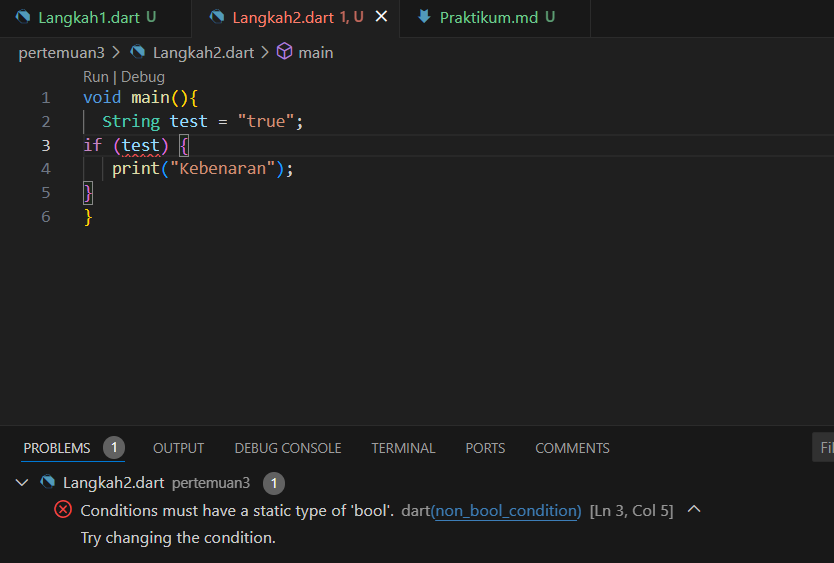 Langkah1.dart U Langkah2.dart 1, U Praktikum.md U
pertemuan3 > Langkah2.dart > main
Run | Debug
1 void main(){
2 String test = "true";
3 if (test) {
4 print("Kebenaran");
5 }
6 }
PROBLEMS 1 OUTPUT DEBUG CONSOLE TERMINAL PORTS COMMENTS Fil
Langkah2.dart pertemuan3 1
Conditions must have a static type of 'bool'. dart(non_bool_condition) [Ln 3, Col 5]
Try changing the condition.